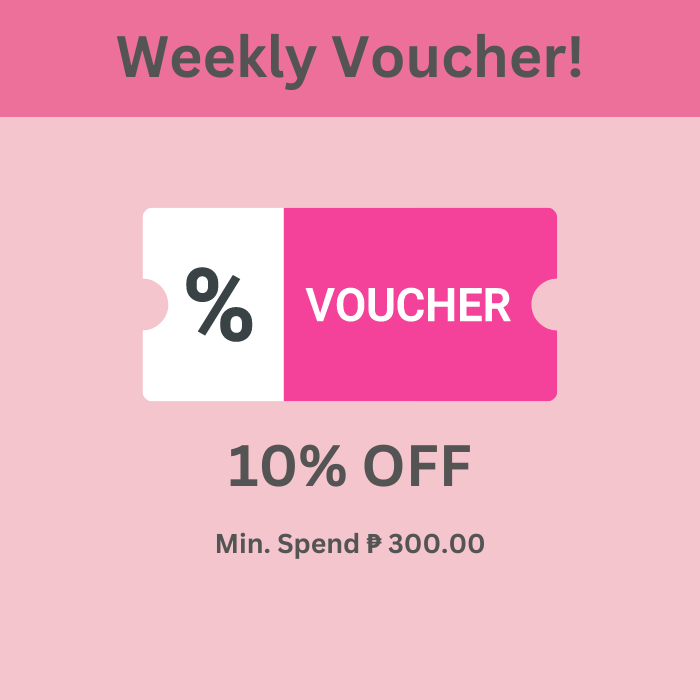 Weekly Voucher!
% VOUCHER
10% OFF
Min. Spend ₱ 300.00